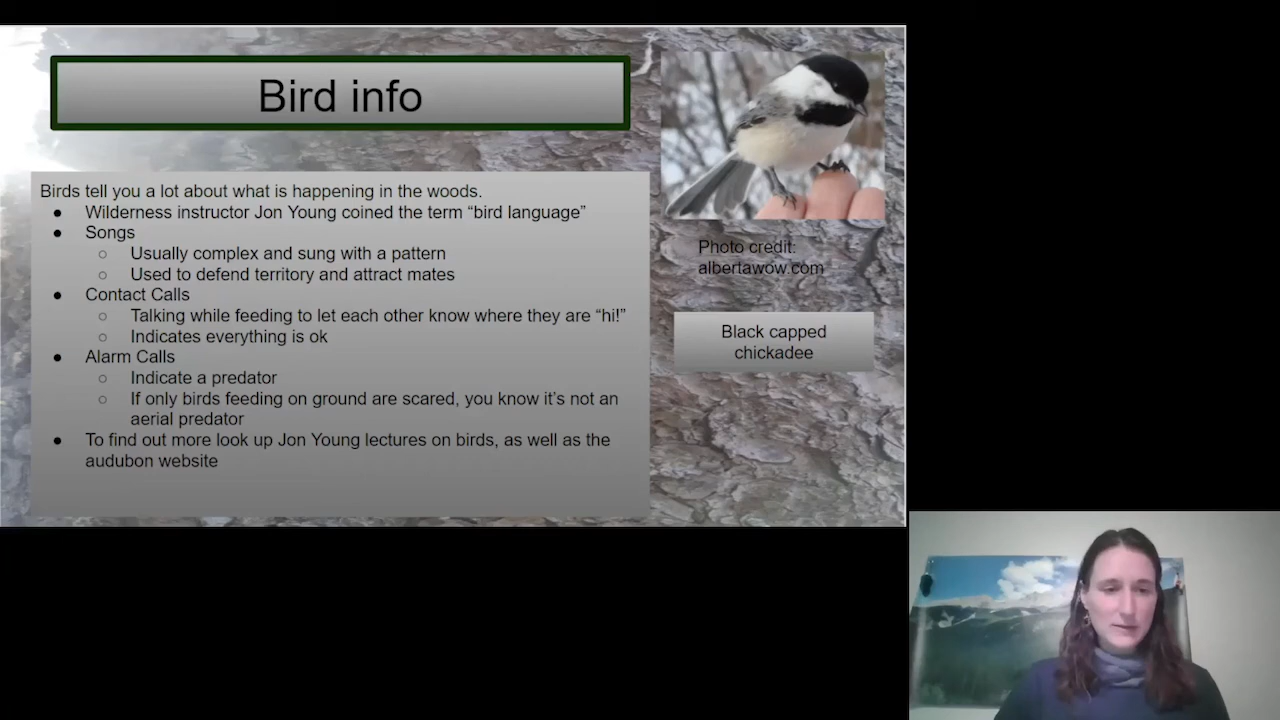 Bird info
Birds tell you a lot about what is happening in the woods.
● Wilderness instructor Jon Young coined the term “bird language”
● Songs
○ Usually complex and sung with a pattern
○ Used to defend territory and attract mates
● Contact Calls
○ Talking while feeding to let each other know where they are “hi!”
○ Indicates everything is ok
● Alarm Calls
○ Indicate a predator
○ If only birds feeding on ground are scared, you know it’s not an
aerial predator
● To find out more look up Jon Young lectures on birds, as well as the
audubon website
Photo credit:
albertawow.com
Black capped
chickadee